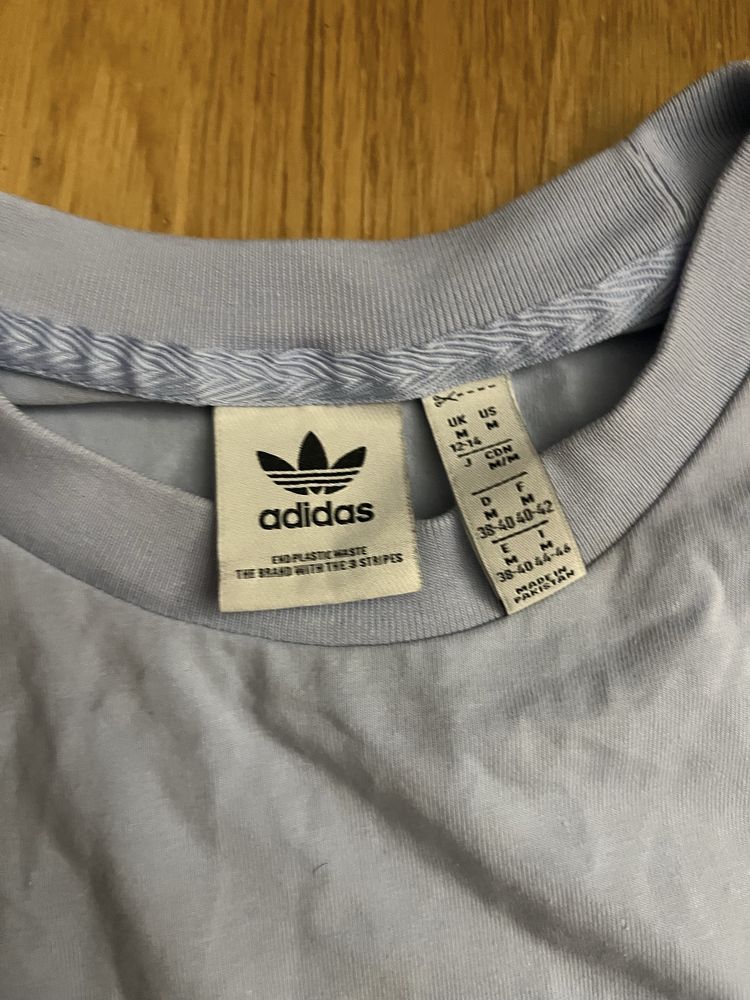 adidas
END PLASTIC WASTE
THE BRAND WITH THE 3 STRIPES
UK US
M M
12-14
J CDN
M/M
D F
M M
38-40 40-42
E I
M M
38-40 44-46
MADE IN
PAKISTAN